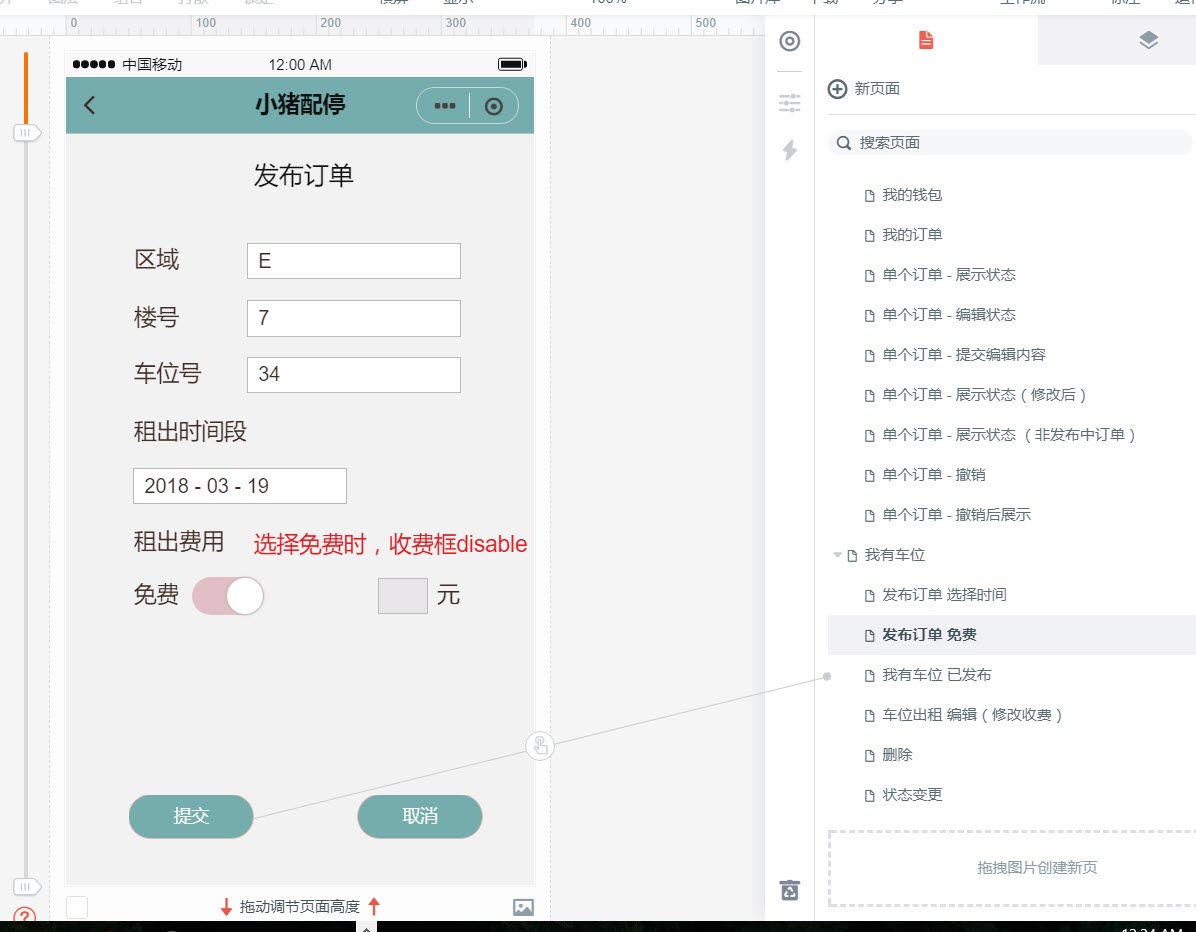 0 100 200 300 400 500
中国移动 12:00 AM
小猪配停
发布订单
区域 E
楼号 7
车位号 34
租出时间段
2018 - 03 - 19
租出费用 选择免费时，收费框disable
免费 元
提交 取消
拖动调节页面高度
新页面
搜索页面
我的钱包
我的订单
单个订单 - 展示状态
单个订单 - 编辑状态
单个订单 - 提交编辑内容
单个订单 - 展示状态（修改后）
单个订单 - 展示状态 （非发布中订单）
单个订单 - 撤销
单个订单 - 撤销后展示
我有车位
发布订单 选择时间
发布订单 免费
我有车位 已发布
车位出租 编辑（修改收费）
删除
状态变更
拖拽图片创建新页